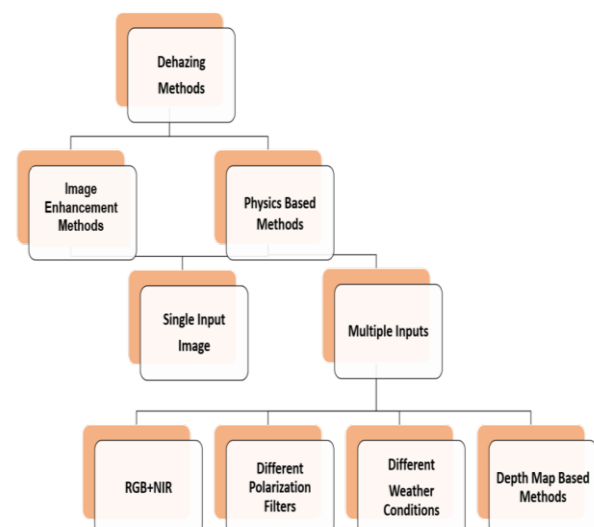 Dehazing
Methods
Image
Enhancement
Methods
Physics Based
Methods
Single Input
Image
Multiple Inputs
RGB+NIR
Different
Polarization
Filters
Different
Weather
Conditions
Depth Map Based
Methods